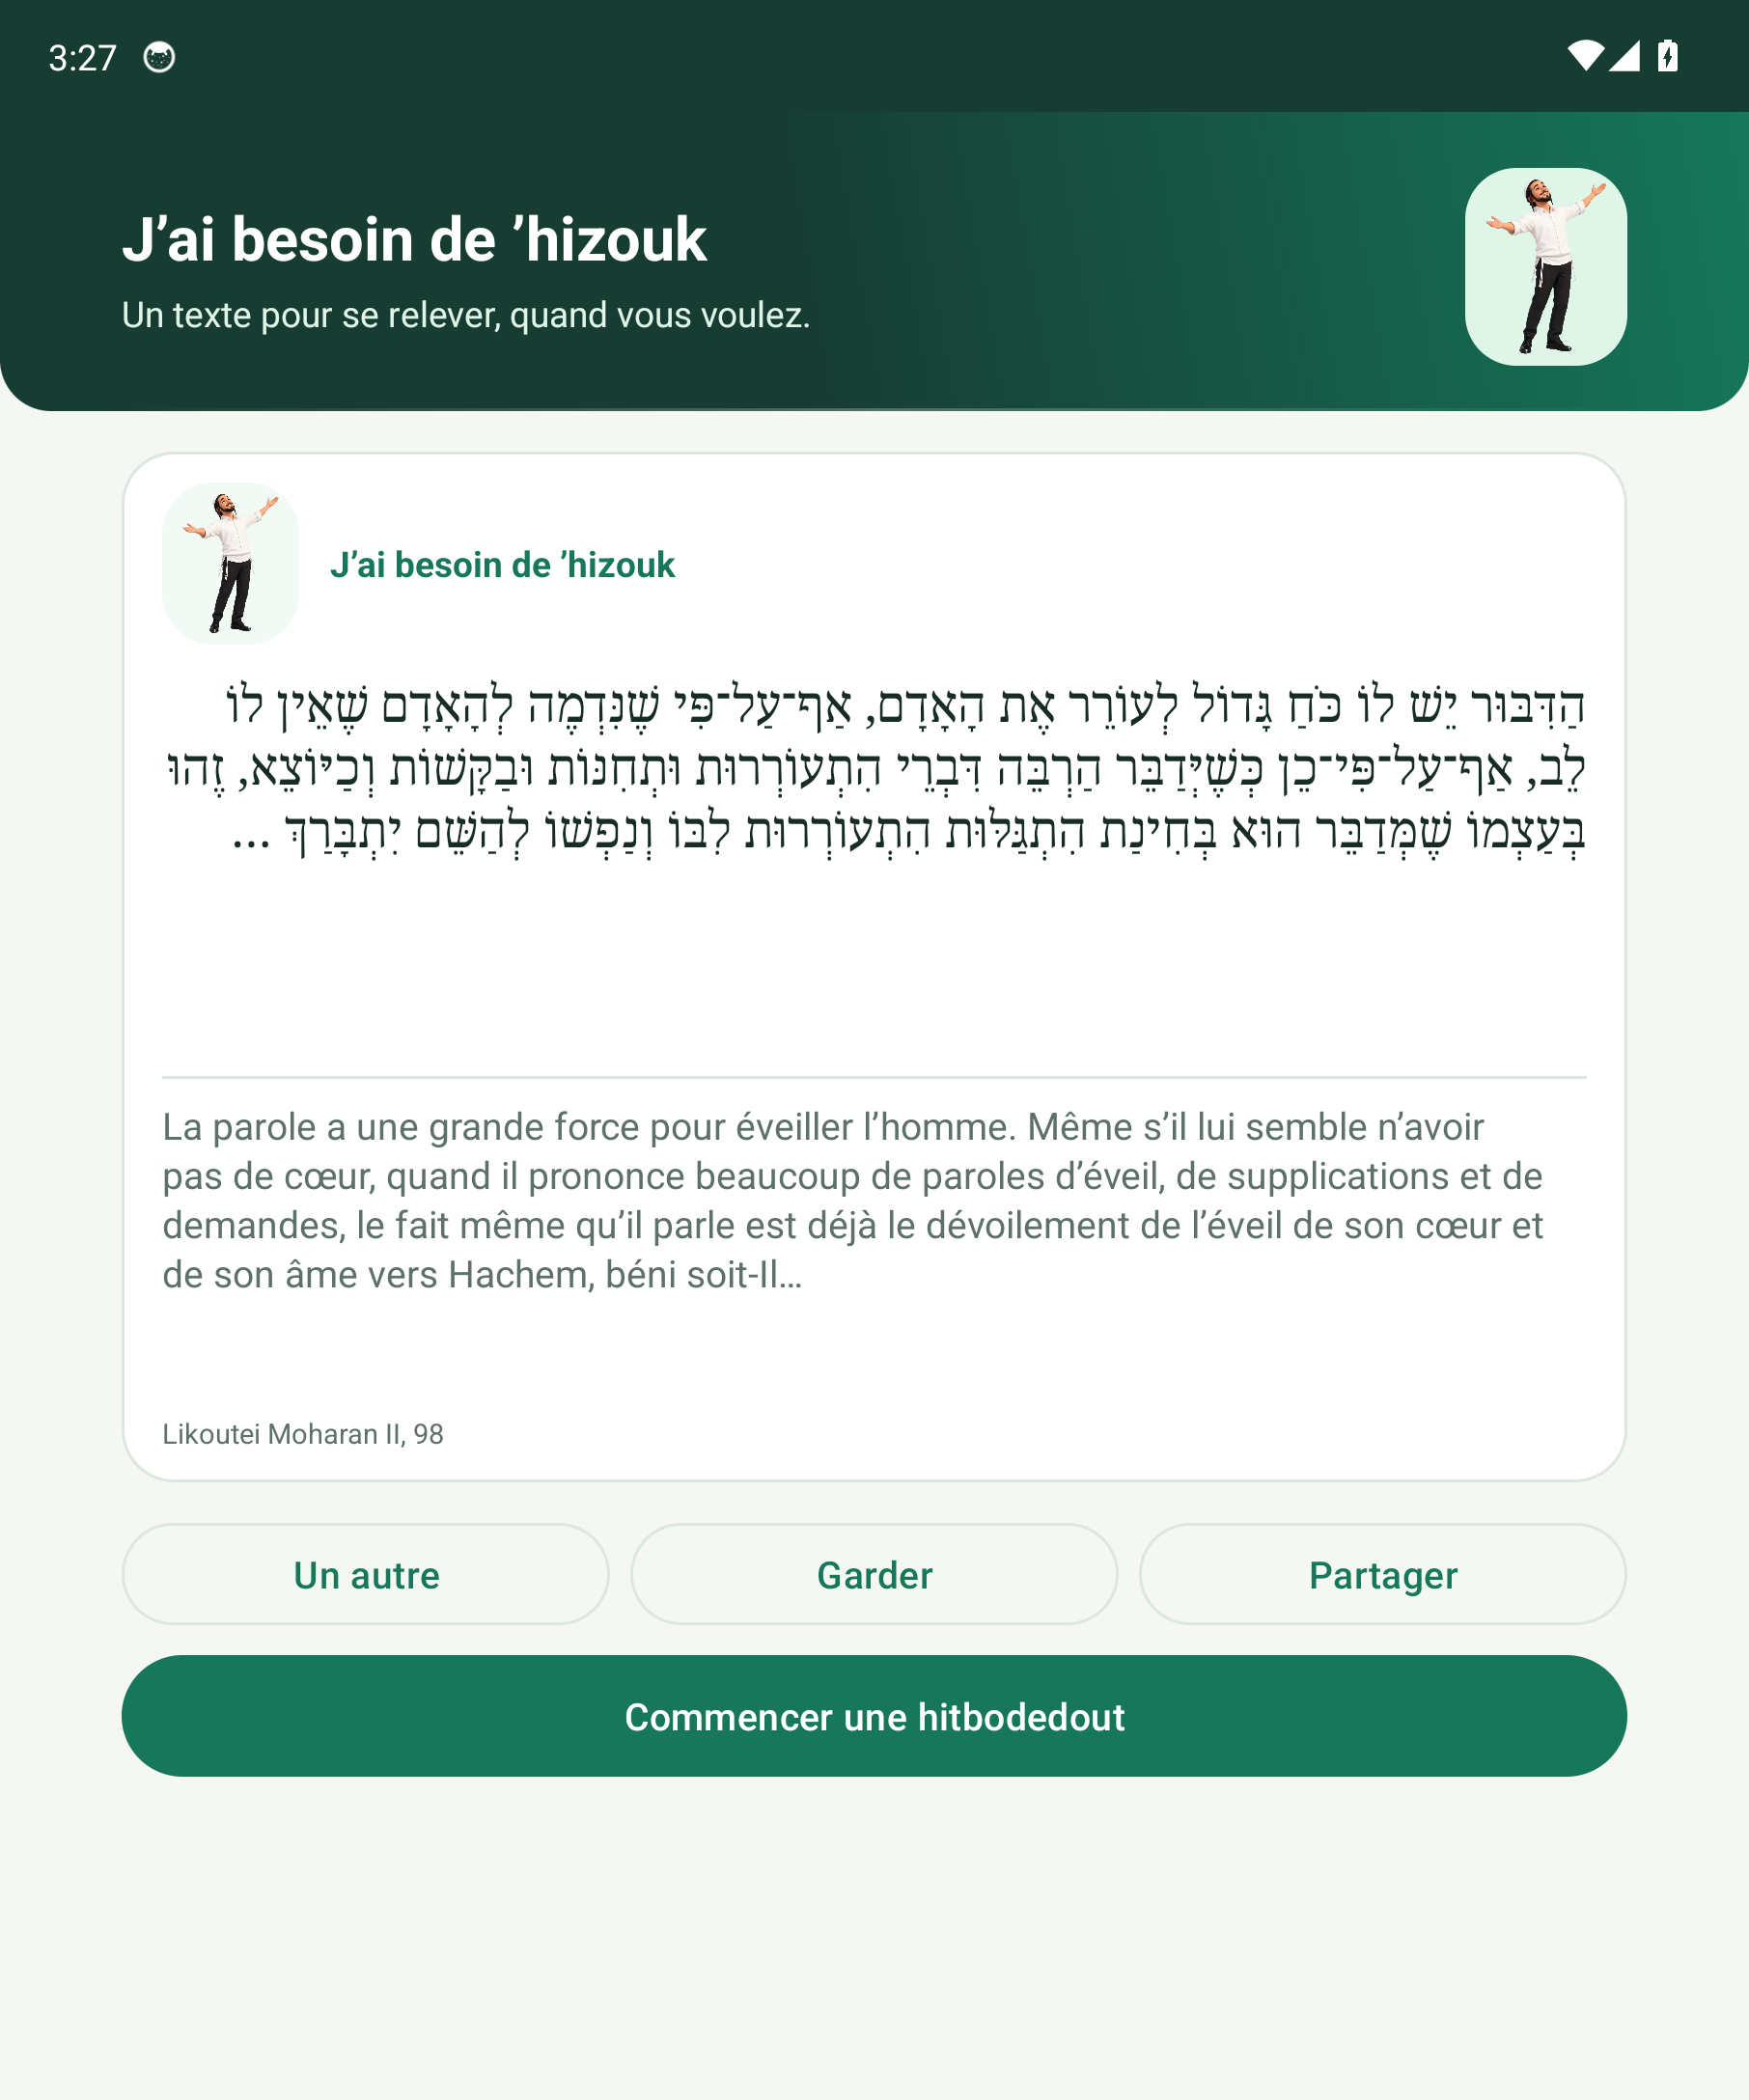 3:27
J’ai besoin de ’hizouk
Un texte pour se relever, quand vous voulez.
J’ai besoin de ’hizouk
הַדִּבּוּר יֵשׁ לוֹ כֹּחַ גָּדוֹל לְעוֹרֵר אֶת הָאָדָם, אַף־עַל־פִּי שֶׁנִּדְמֶה לְהָאָדָם שֶׁאֵין לוֹ
לֵב, אַף־עַל־פִּי־כֵן כְּשֶׁיְּדַבֵּר הַרְבֵּה דִּבְרֵי הִתְעוֹרְרוּת וּתְחִנּוֹת וּבַקָּשׁוֹת וְכַיּוֹצֵא, זֶהוּ
בְּעַצְמוֹ שֶׁמְּדַבֵּר הוּא בְּחִינַת הִתְגַּלּוּת הִתְעוֹרְרוּת לִבּוֹ וְנַפְשׁוֹ לְהַשֵּׁם יִתְבָּרַךְ ...
La parole a une grande force pour éveiller l’homme. Même s’il lui semble n’avoir
pas de cœur, quand il prononce beaucoup de paroles d’éveil, de supplications et de
demandes, le fait même qu’il parle est déjà le dévoilement de l’éveil de son cœur et
de son âme vers Hachem, béni soit-Il…
Likoutei Moharan II, 98
Un autre
Garder
Partager
Commencer une hitbodedout